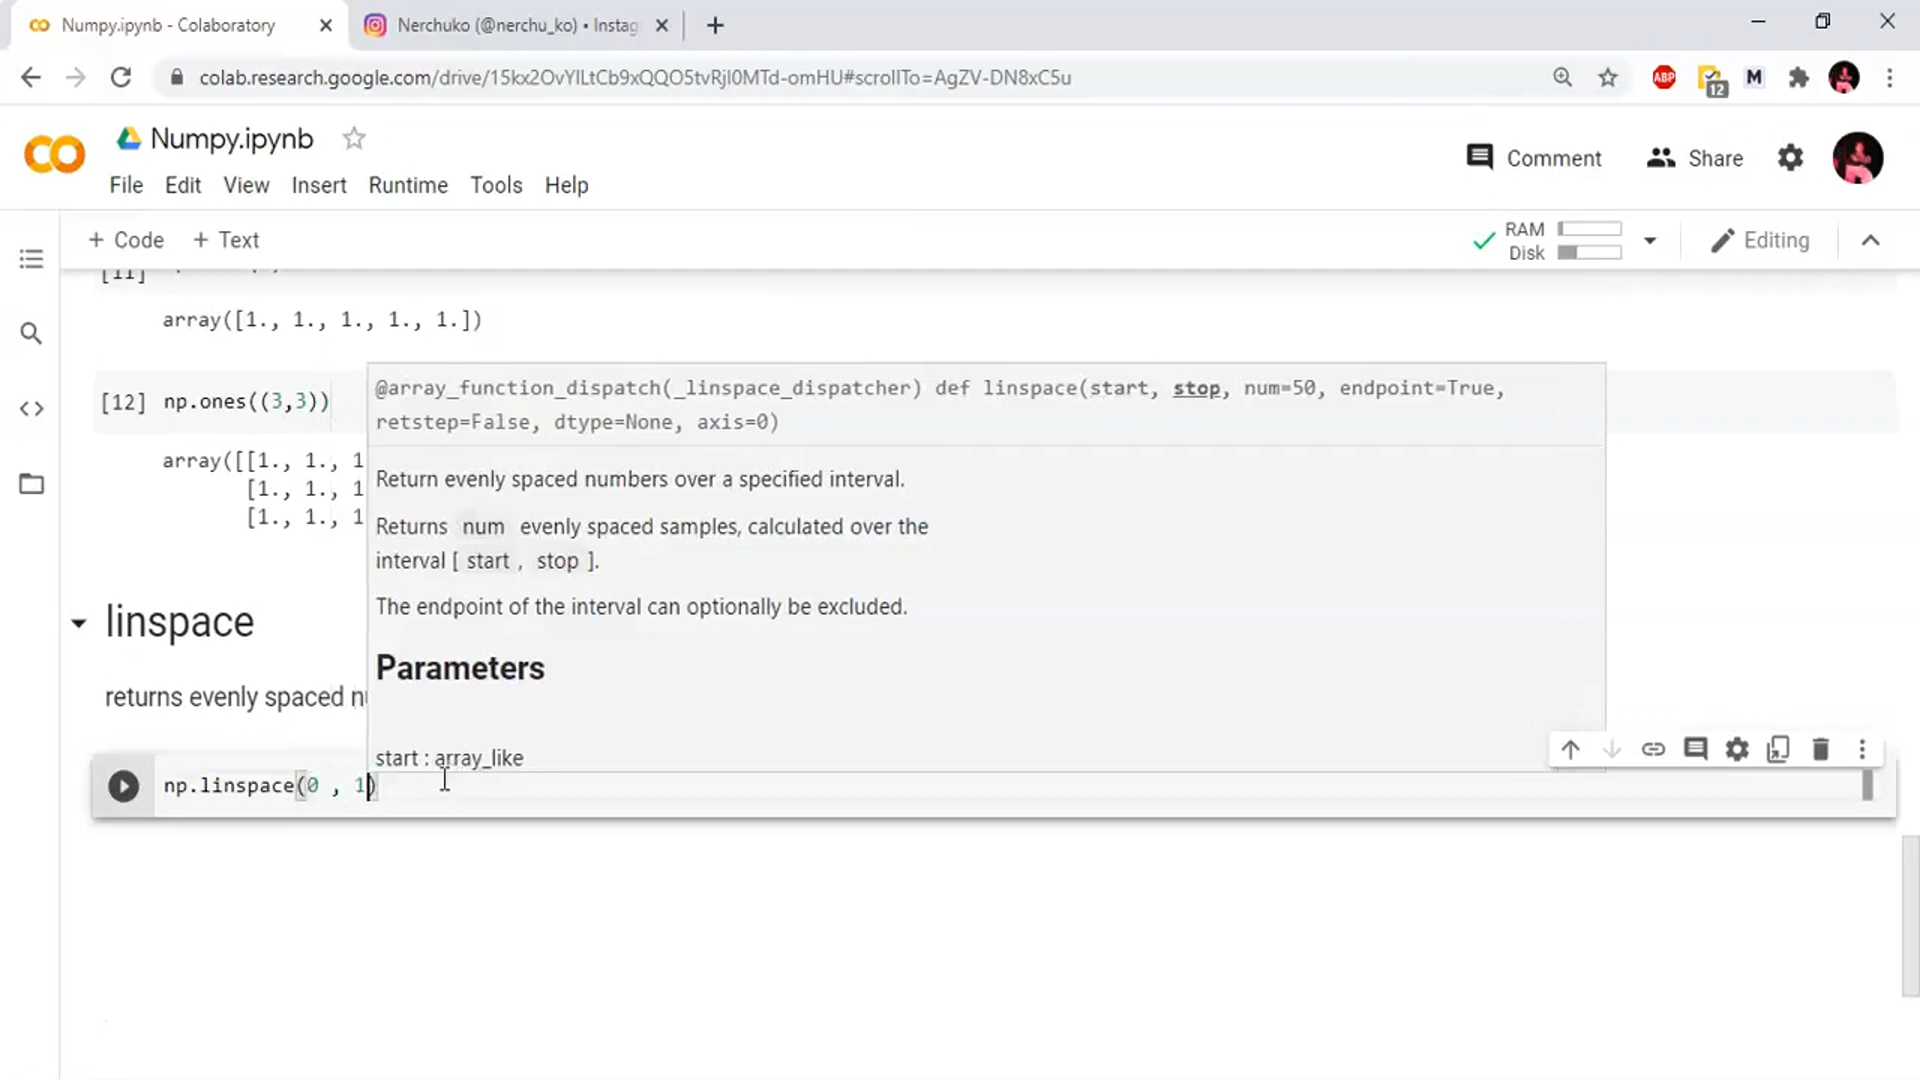 Numpy.ipynb - Colaboratory
Nerchuko (@nerchu_ko) • Instag
colab.research.google.com/drive/15kx2OvYlLtCb9xQQO5tvRjl0MTd-omHU#scrollTo=AgZV-DN8xC5u
ABP
12
M
Numpy.ipynb
Comment
Share
File Edit View Insert Runtime Tools Help
+ Code + Text
RAM
Disk
Editing
[11]
array([1., 1., 1., 1., 1.])
[12] np.ones((3,3))
array([[1., 1., 1
[1., 1., 1
[1., 1., 1
@array_function_dispatch(_linspace_dispatcher) def linspace(start, stop, num=50, endpoint=True,
retstep=False, dtype=None, axis=0)
Return evenly spaced numbers over a specified interval.
Returns num evenly spaced samples, calculated over the
interval [ start , stop ].
The endpoint of the interval can optionally be excluded.
Parameters
start : array_like
linspace
returns evenly spaced n
np.linspace(0 , 1)